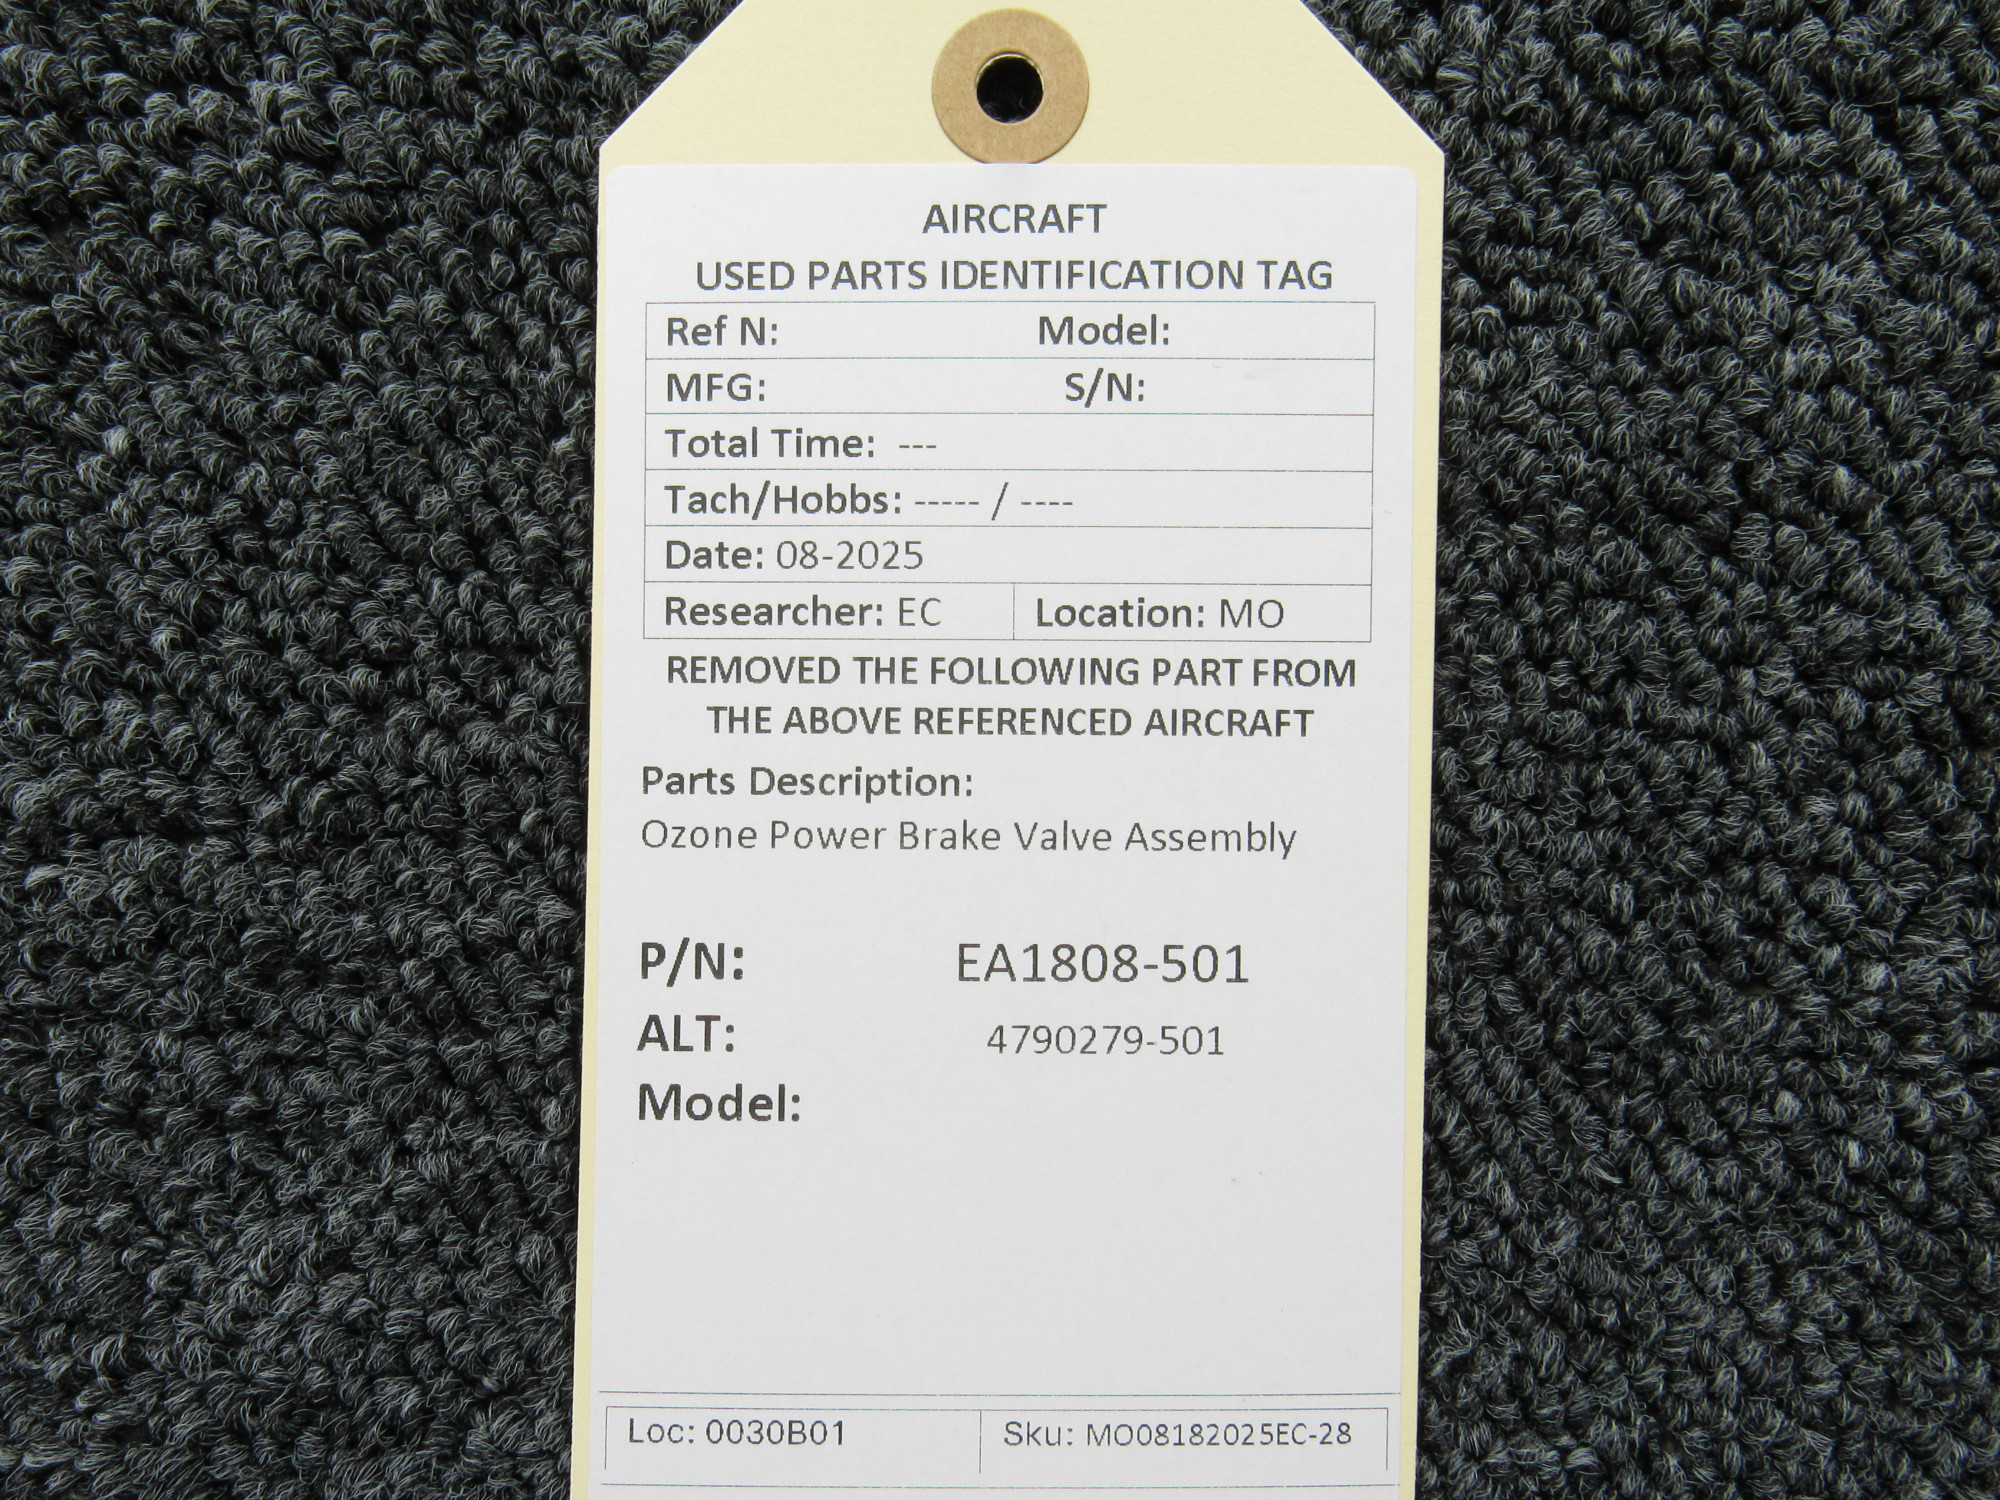 AIRCRAFT
USED PARTS IDENTIFICATION TAG
Ref N: Model:
MFG: S/N:
Total Time: ---
Tach/Hobbs: ----- / ----
Date: 08-2025
Researcher: EC Location: MO
REMOVED THE FOLLOWING PART FROM
THE ABOVE REFERENCED AIRCRAFT
Parts Description:
Ozone Power Brake Valve Assembly
P/N: EA1808-501
ALT: 4790279-501
Model:
Loc: 0030B01 Sku: MO08182025EC-28